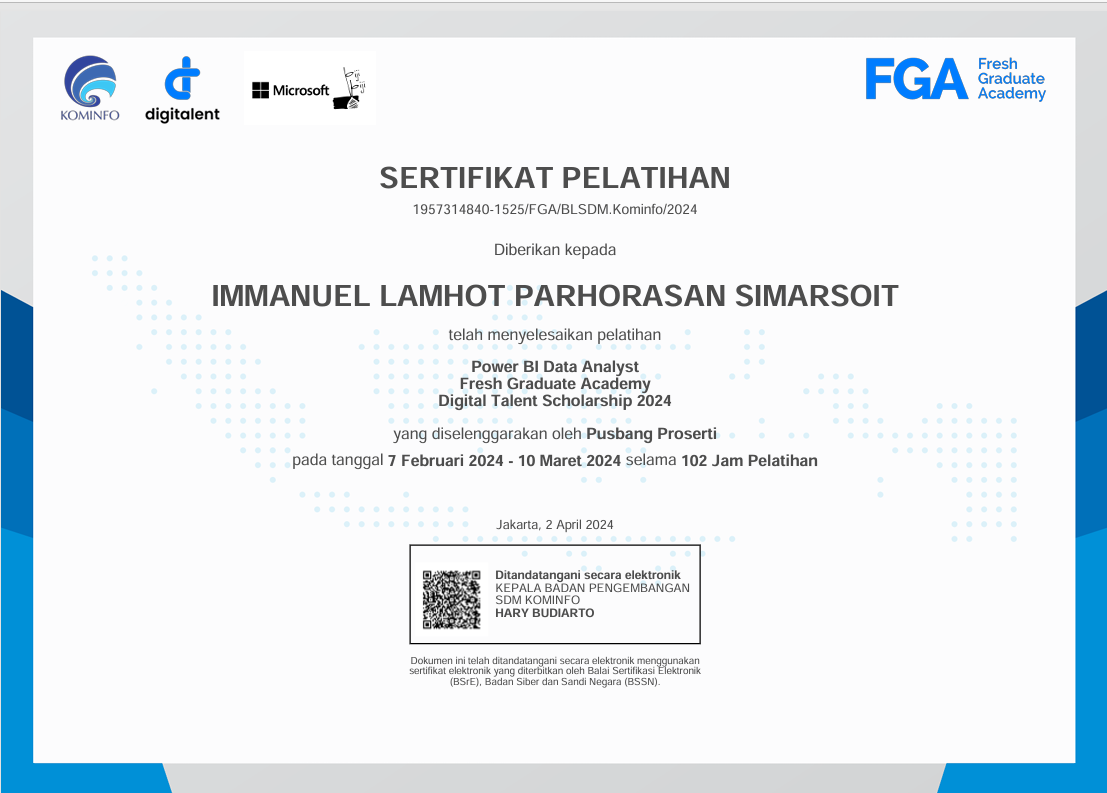 KOMINFO
digitalent
Microsoft
FGA
Fresh
Graduate
Academy
SERTIFIKAT PELATIHAN
1957314840-1525/FGA/BLSDM.Kominfo/2024
Diberikan kepada
IMMANUEL LAMHOT PARHORASAN SIMARSOIT
telah menyelesaikan pelatihan
Power BI Data Analyst
Fresh Graduate Academy
Digital Talent Scholarship 2024
yang diselenggarakan oleh Pusbang Proserti
pada tanggal 7 Februari 2024 - 10 Maret 2024 selama 102 Jam Pelatihan
Jakarta, 2 April 2024
Ditandatangani secara elektronik
KEPALA BADAN PENGEMBANGAN
SDM KOMINFO
HARY BUDIARTO
Dokumen ini telah ditandatangani secara elektronik menggunakan
sertifikat elektronik yang diterbitkan oleh Balai Sertifikasi Elektronik
(BSrE), Badan Siber dan Sandi Negara (BSSN).